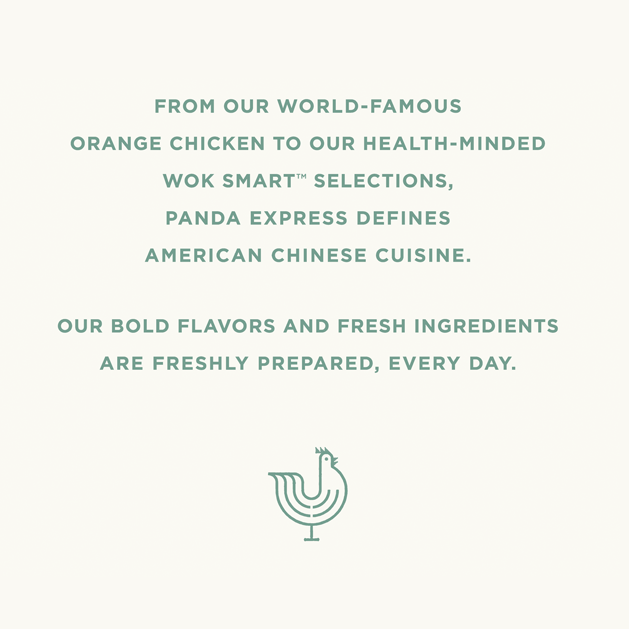 FROM OUR WORLD-FAMOUS
ORANGE CHICKEN TO OUR HEALTH-MINDED
WOK SMART™ SELECTIONS,
PANDA EXPRESS DEFINES
AMERICAN CHINESE CUISINE.
OUR BOLD FLAVORS AND FRESH INGREDIENTS
ARE FRESHLY PREPARED, EVERY DAY.